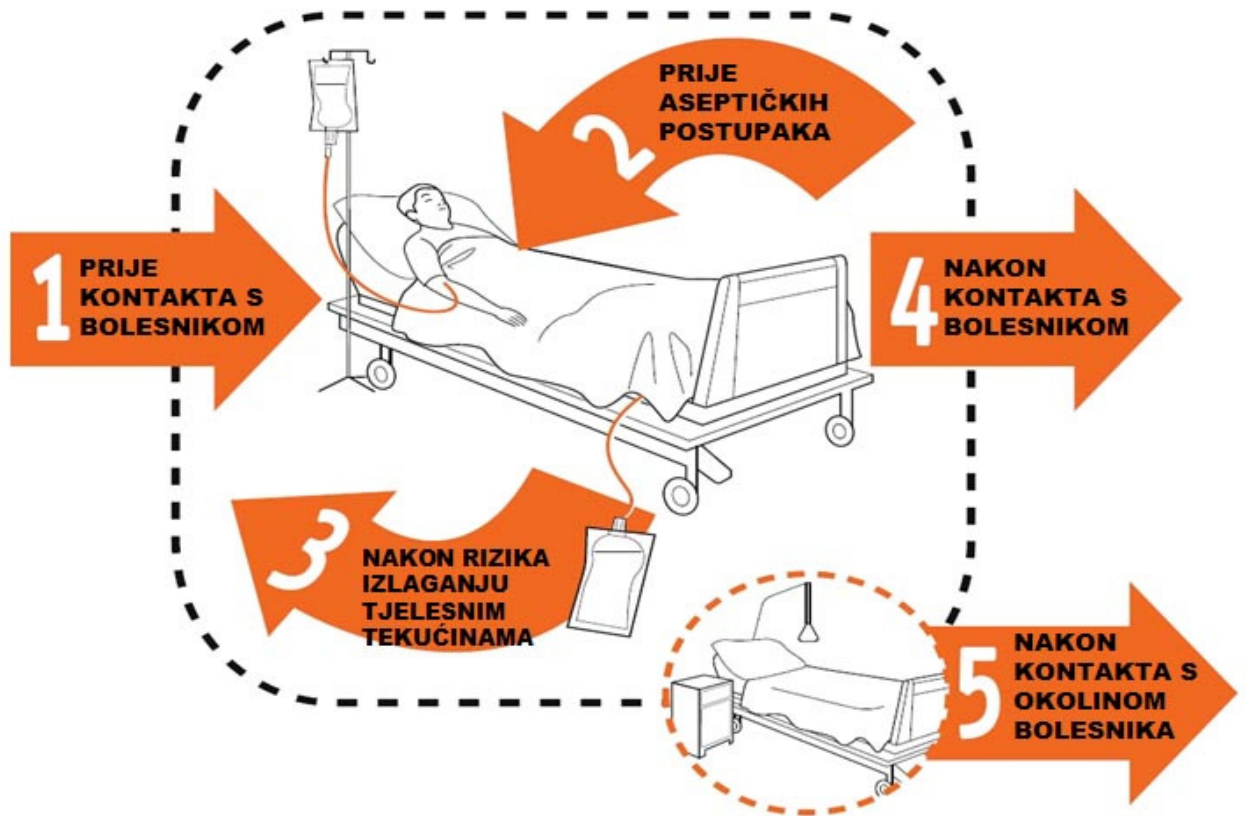 1 PRIJE
KONTAKTA S
BOLESNIKOM
2 PRIJE
ASEPTIČKIH
POSTUPAKA
3 NAKON RIZIKA
IZLAGANJU
TJELESNIM
TEKUĆINAMA
4 NAKON
KONTAKTA S
BOLESNIKOM
5 NAKON
KONTAKTA S
OKOLINOM
BOLESNIKA